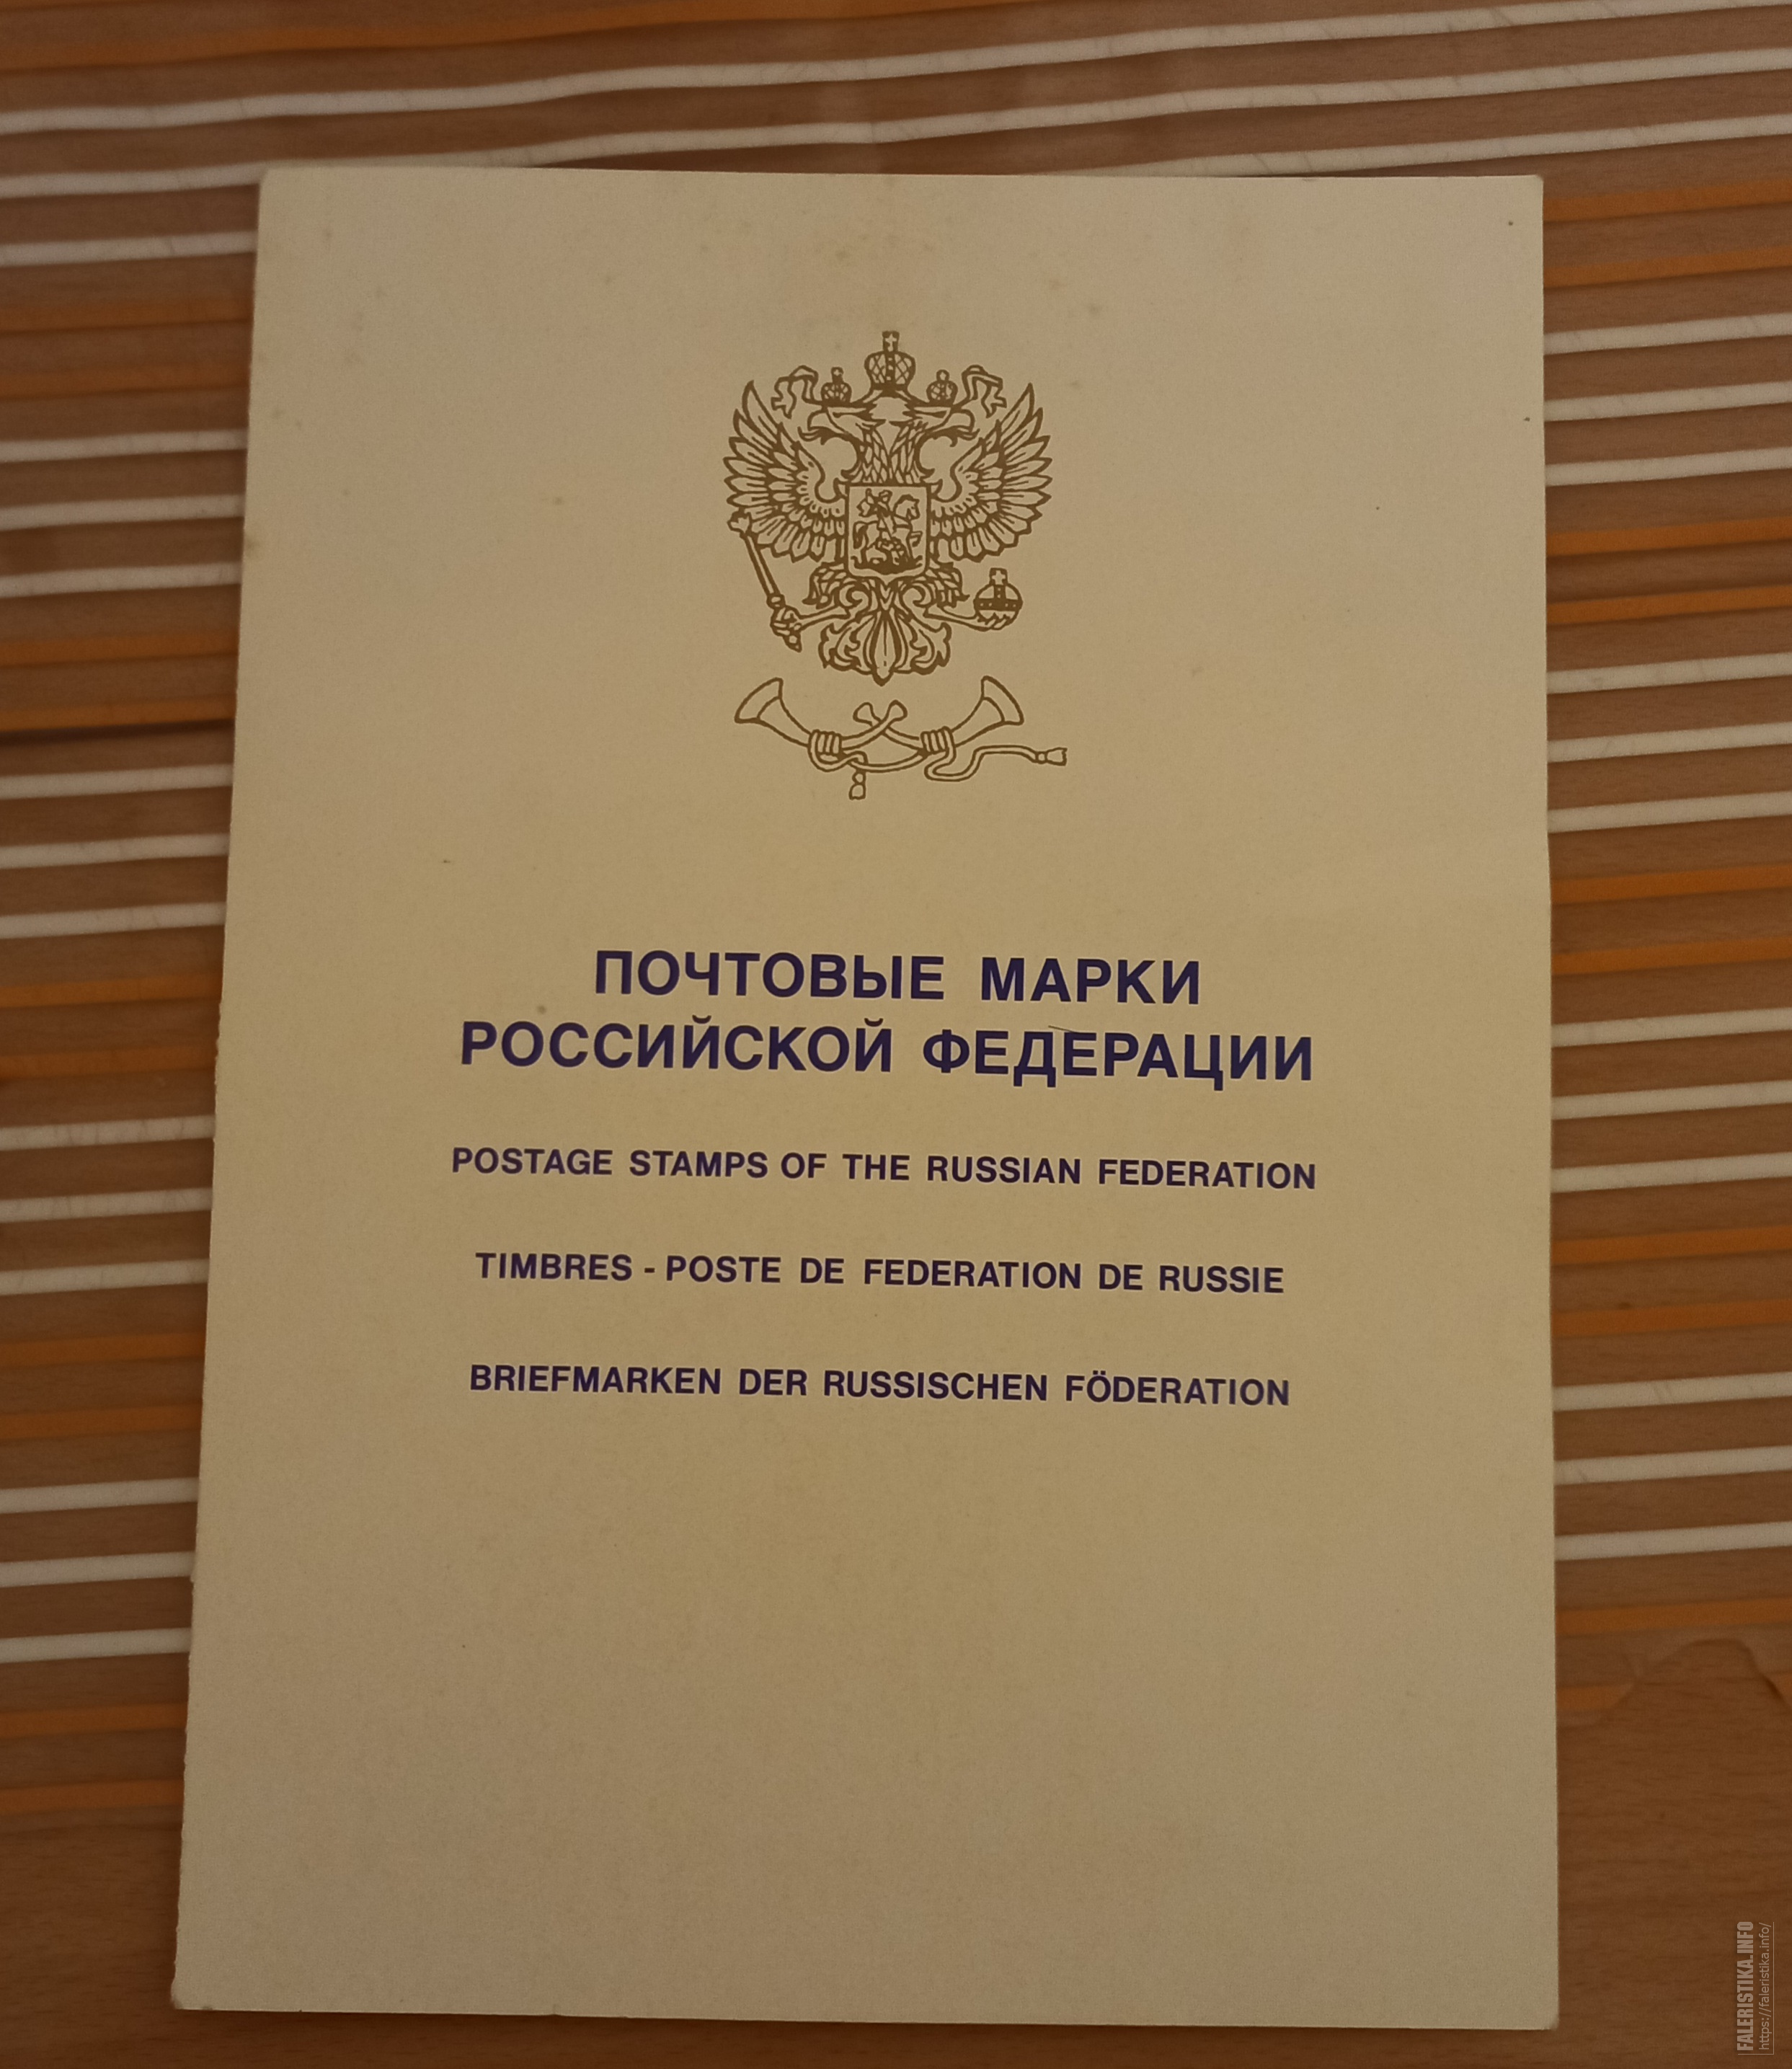 ПОЧТОВЫЕ МАРКИ
РОССИЙСКОЙ ФЕДЕРАЦИИ
POSTAGE STAMPS OF THE RUSSIAN FEDERATION
TIMBRES - POSTE DE FEDERATION DE RUSSIE
BRIEFMARKEN DER RUSSISCHEN FÖDERATION
FALERISTIKA.INFO
https://faleristika.info/